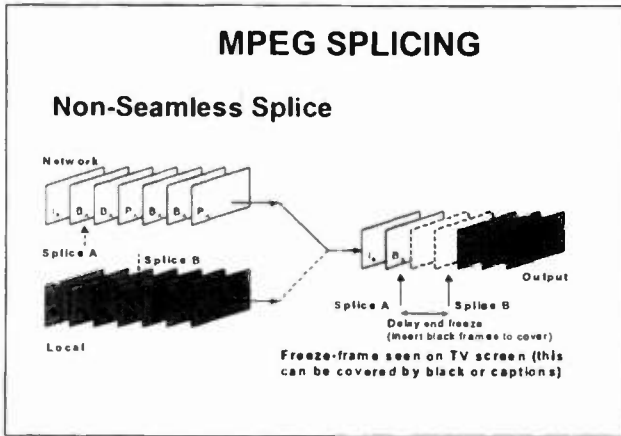 MPEG SPLICING
Non-Seamless Splice
Network
I B B P B B P
Splice A
Splice B
Local
I B
Output
Splice A
Splice B
Delay end freeze
(insert black frames to cover)
Freeze-frame seen on TV screen (this
can be covered by black or captions)